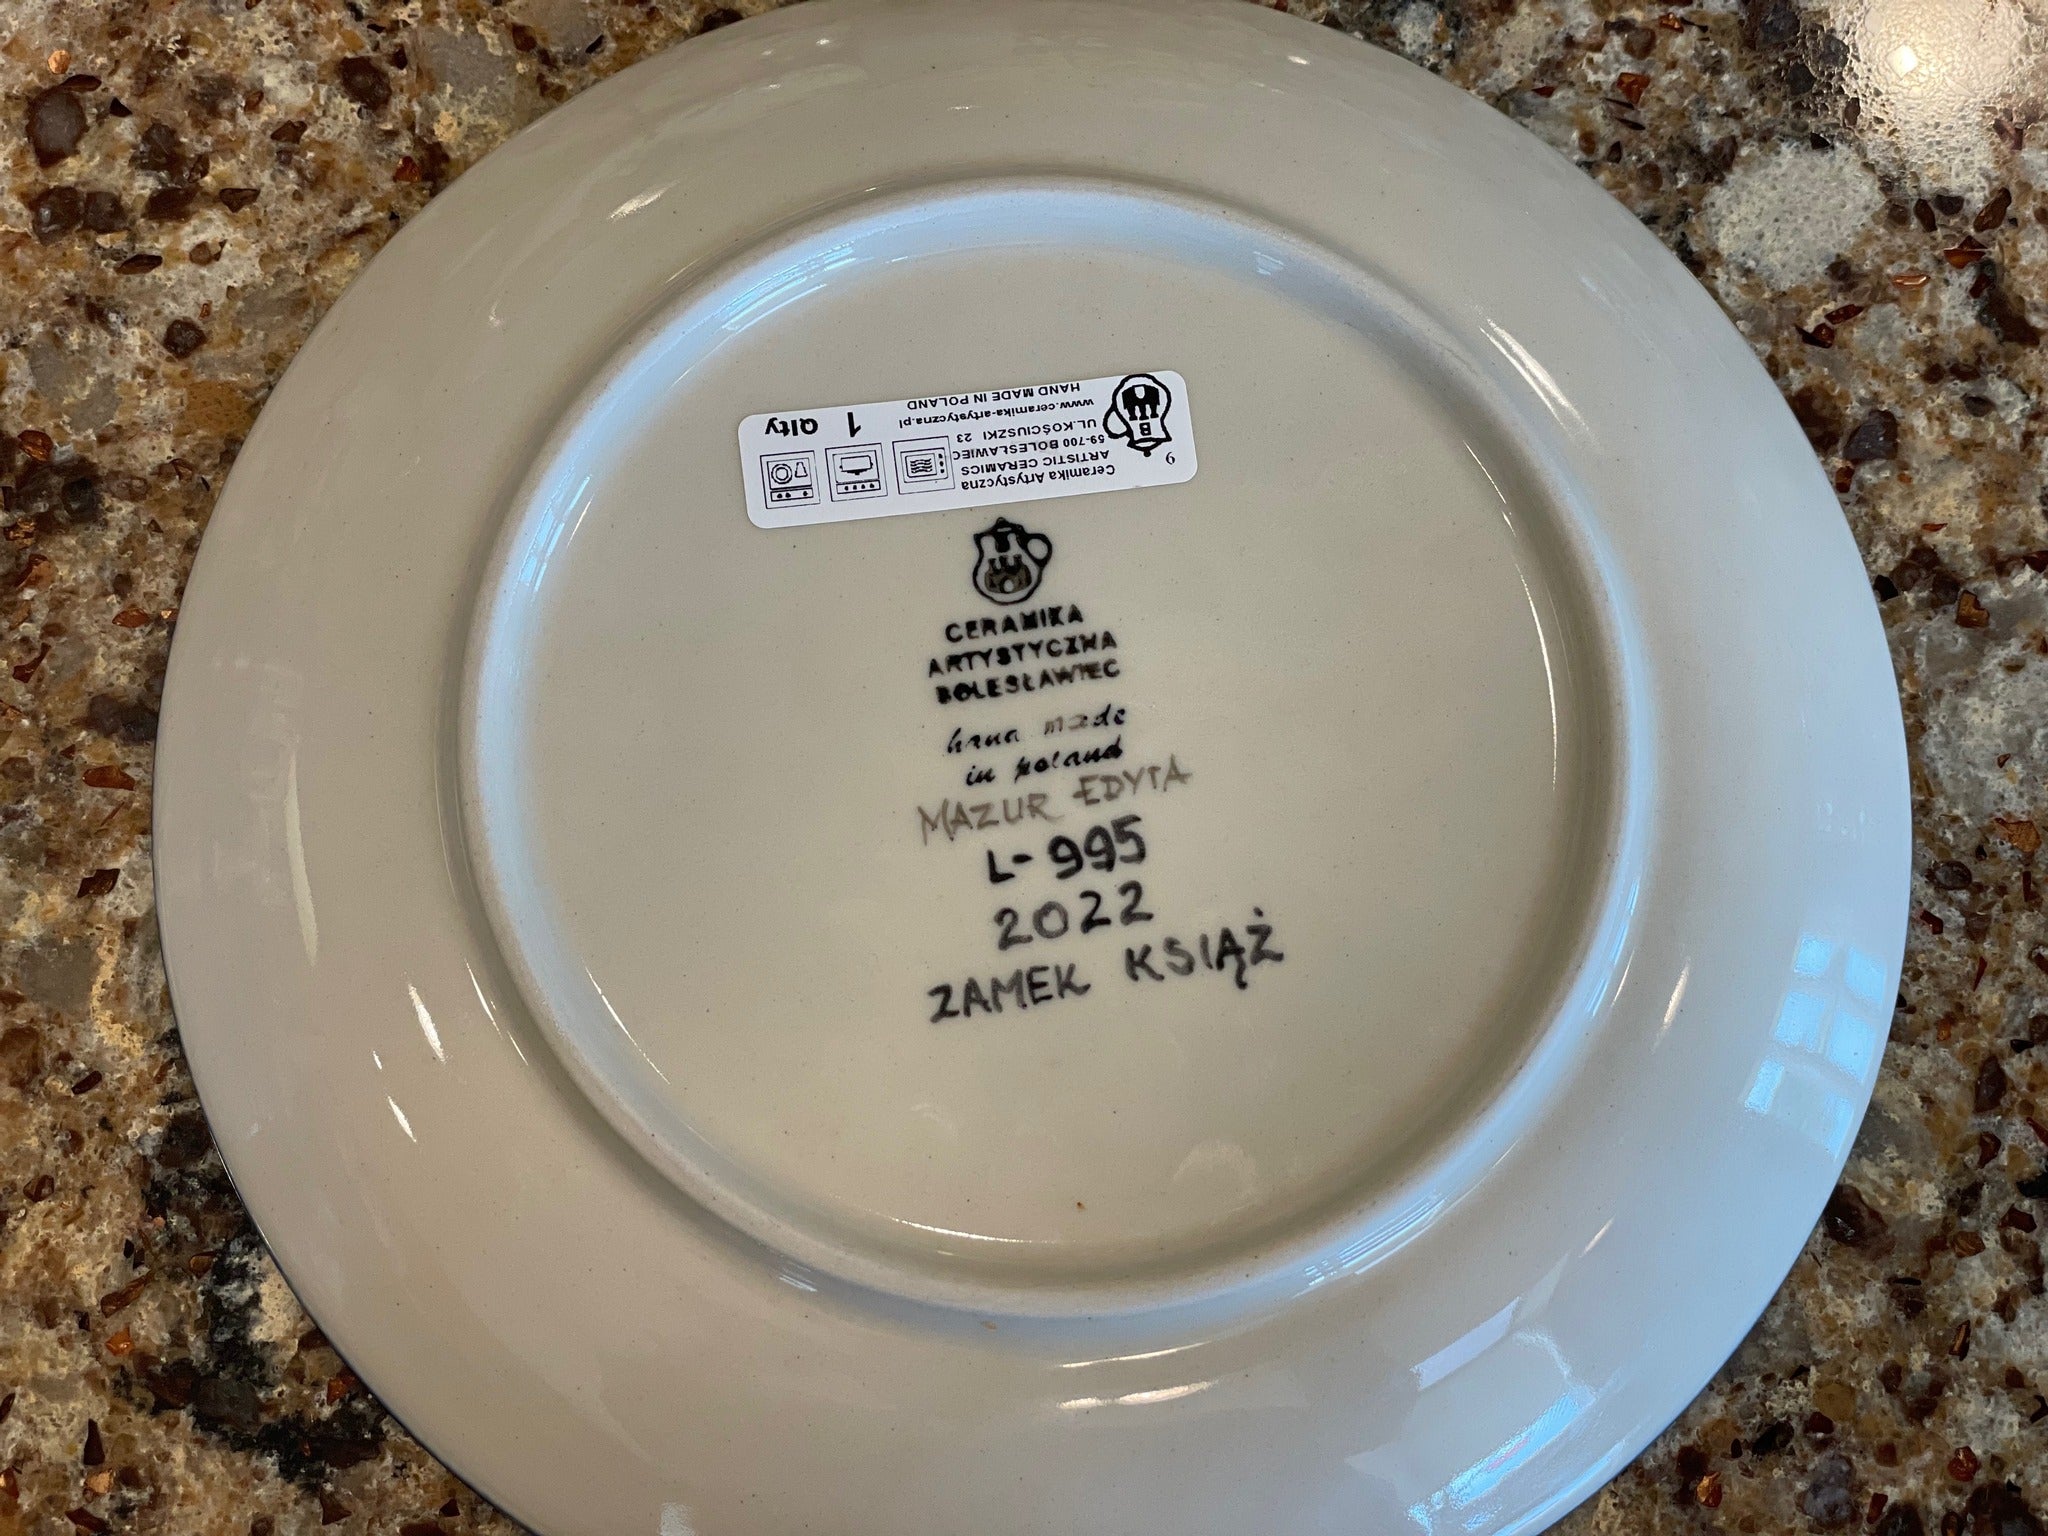 6
B
Ceramika Artystyczna
ARTISTIC CERAMICS
59-700 BOLESŁAWIEC
UL.KOŚCIUSZKI 23
www.ceramika-artystyczna.pl
HAND MADE IN POLAND
1 Qlty
CERAMIKA
ARTYSTYCZNA
BOLESŁAWIEC
hand made
in poland
MAZUR EDYTA
L-995
2022
ZAMEK KSIĄŻ